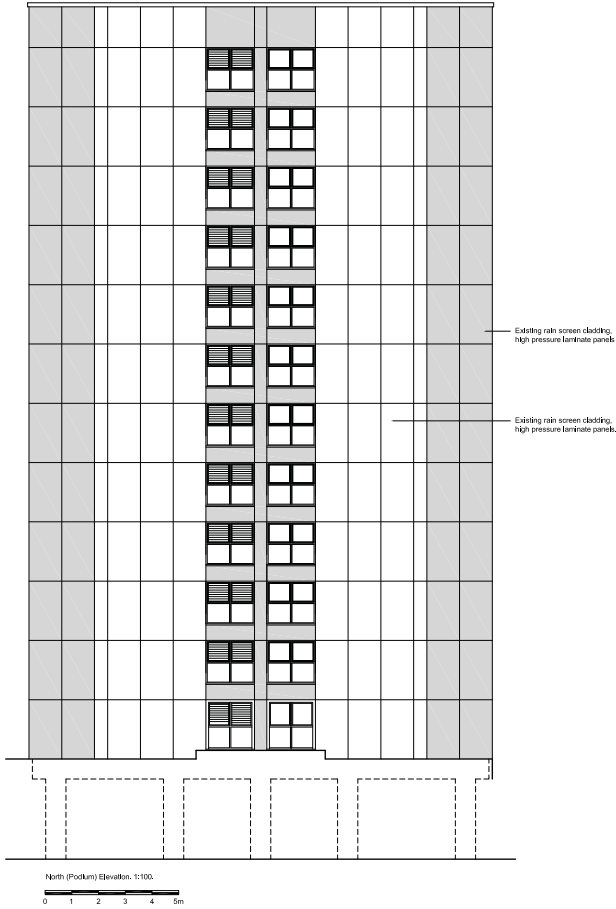 Existing rain screen cladding,
high pressure laminate panels
Existing rain screen cladding,
high pressure laminate panels.
North (Podium) Elevation. 1:100.
0 1 2 3 4 5m